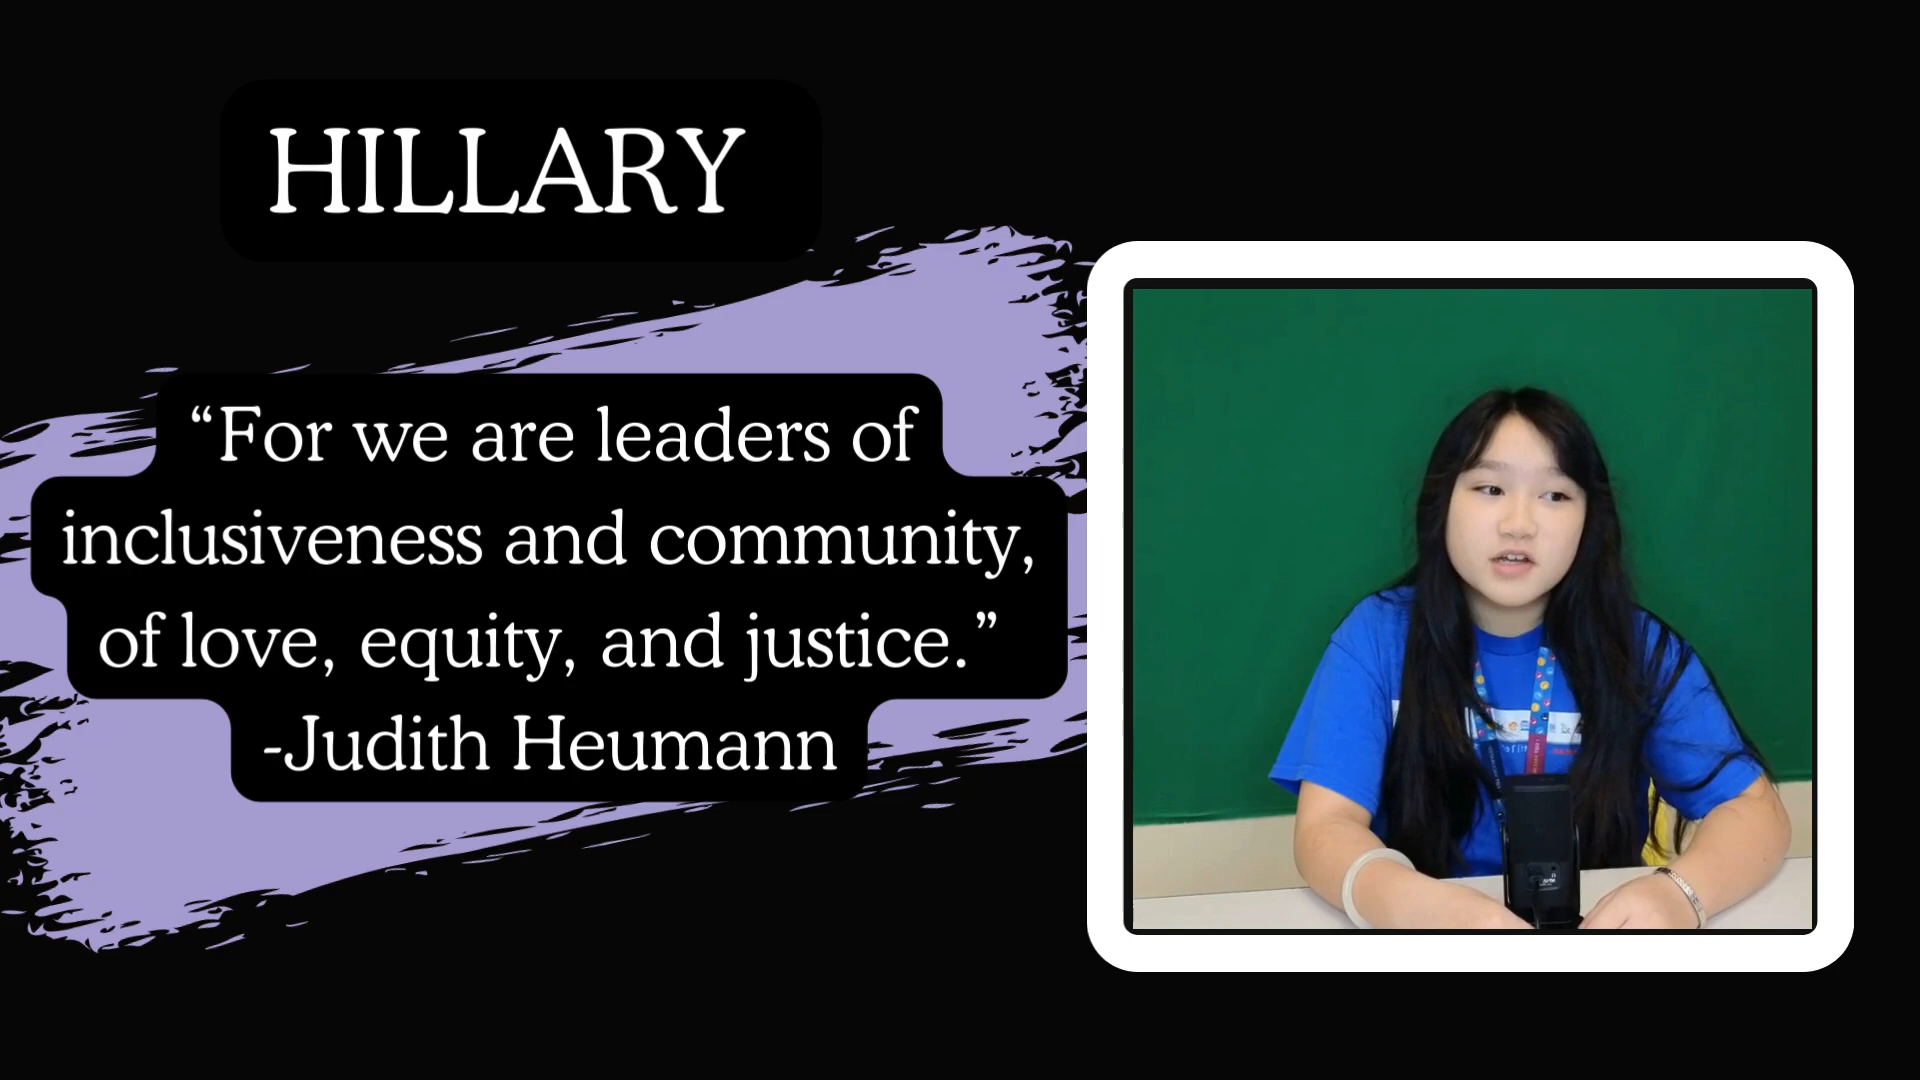 HILLARY
“For we are leaders of
inclusiveness and community,
of love, equity, and justice.”
-Judith Heumann